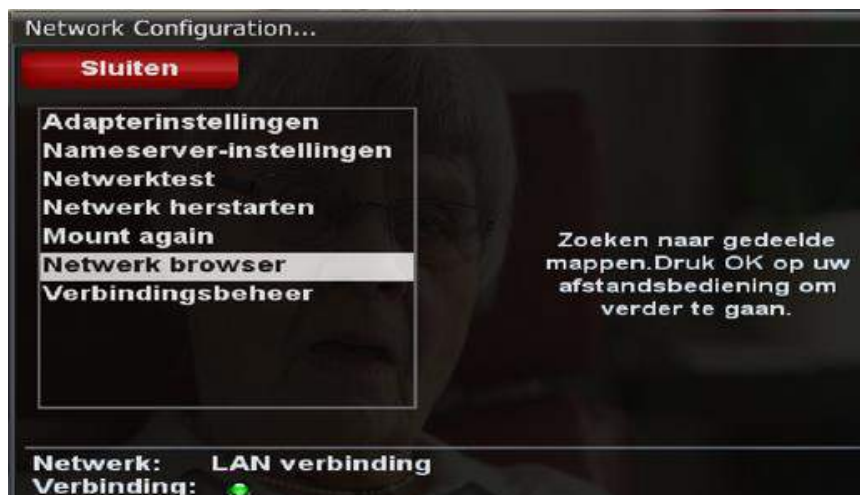 Network Configuration...
Sluiten
Adapterinstellingen
Nameserver-instellingen
Netwerktest
Netwerk herstarten
Mount again
Netwerk browser
Verbindingsbeheer
Zoeken naar gedeelde
mappen.Druk OK op uw
afstandsbediening om
verder te gaan.
Netwerk: LAN verbinding
Verbinding: